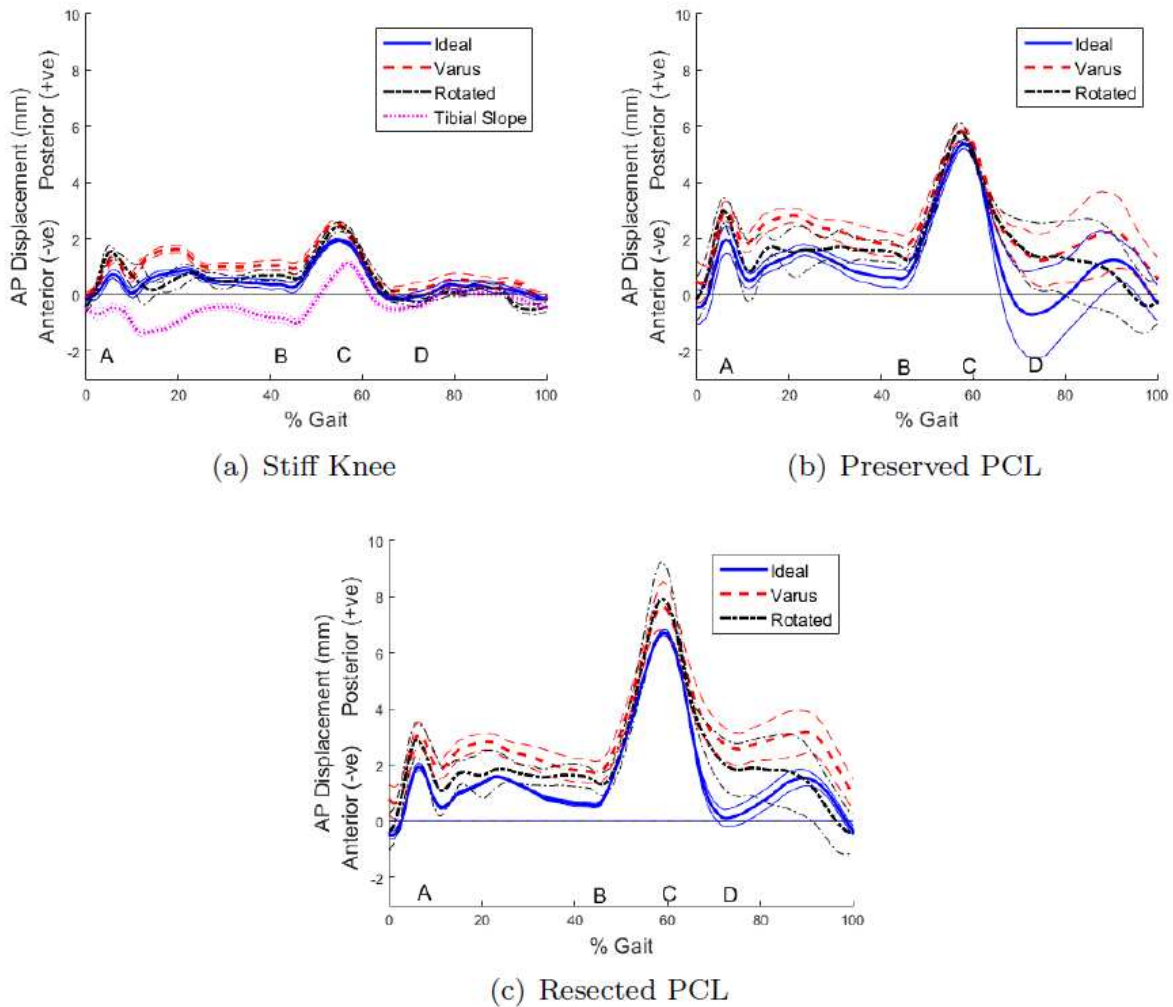 10
8
6
4
2
0
-2
AP Displacement (mm)
Anterior (-ve) Posterior (+ve)
Ideal
Varus
Rotated
Tibial Slope
A B C D
0 20 40 60 80 100
% Gait
(a) Stiff Knee
10
8
6
4
2
0
-2
AP Displacement (mm)
Anterior (-ve) Posterior (+ve)
Ideal
Varus
Rotated
A B C D
0 20 40 60 80 100
% Gait
(b) Preserved PCL
10
8
6
4
2
0
-2
AP Displacement (mm)
Anterior (-ve) Posterior (+ve)
Ideal
Varus
Rotated
A B C D
0 20 40 60 80 100
% Gait
(c) Resected PCL